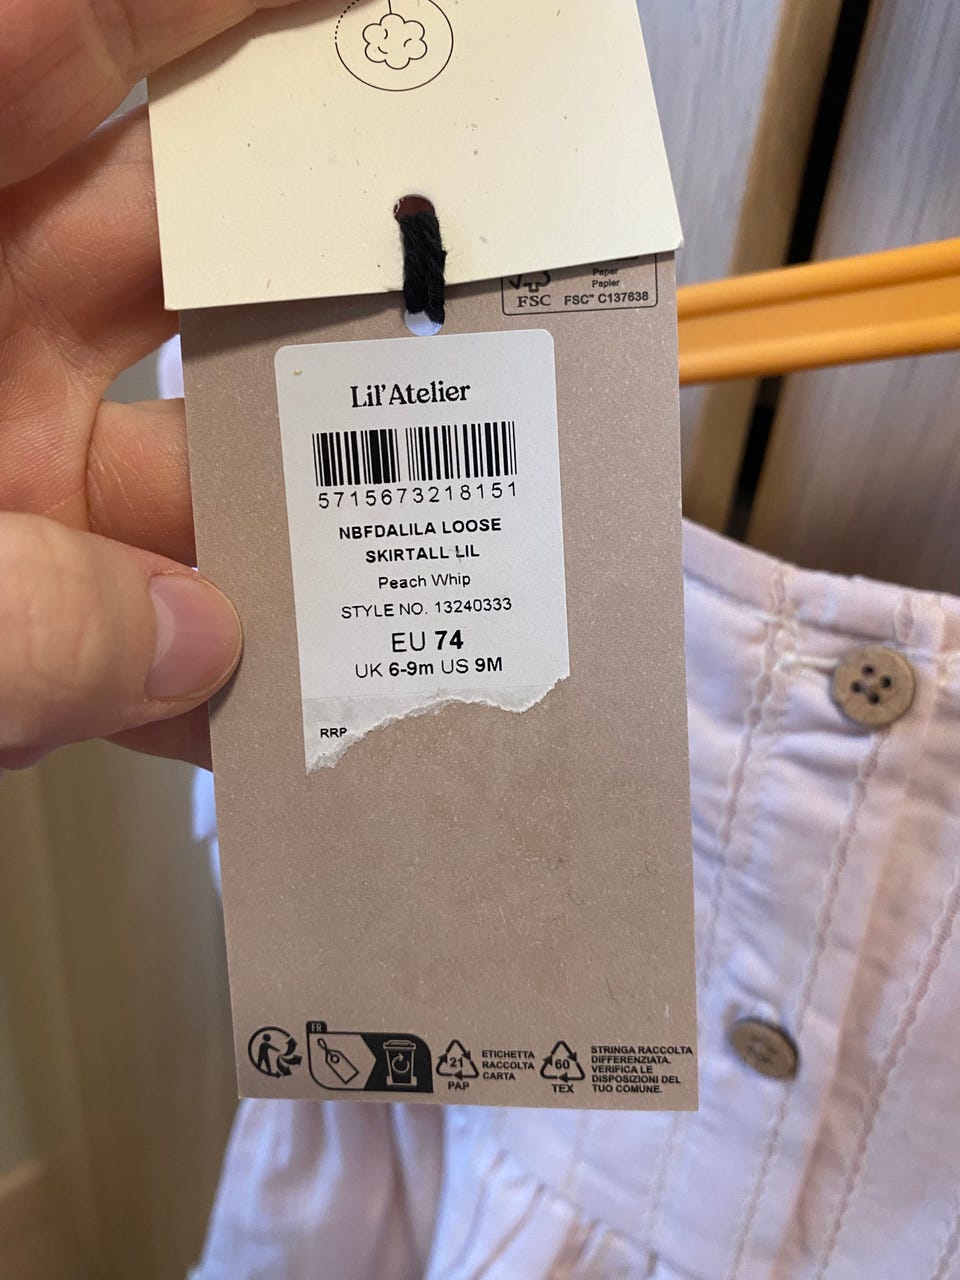 Paper
Papier
FSC
FSC™ C137638
Lil'Atelier
5715673218151
NBFDALILA LOOSE
SKIRTALL LIL
Peach Whip
STYLE NO. 13240333
EU 74
UK 6-9m US 9M
RRP
FR
21
PAP
ETICHETTA
RACCOLTA
CARTA
60
TEX
STRINGA RACCOLTA
DIFFERENZIATA.
VERIFICA LE
DISPOSIZIONI DEL
TUO COMUNE.